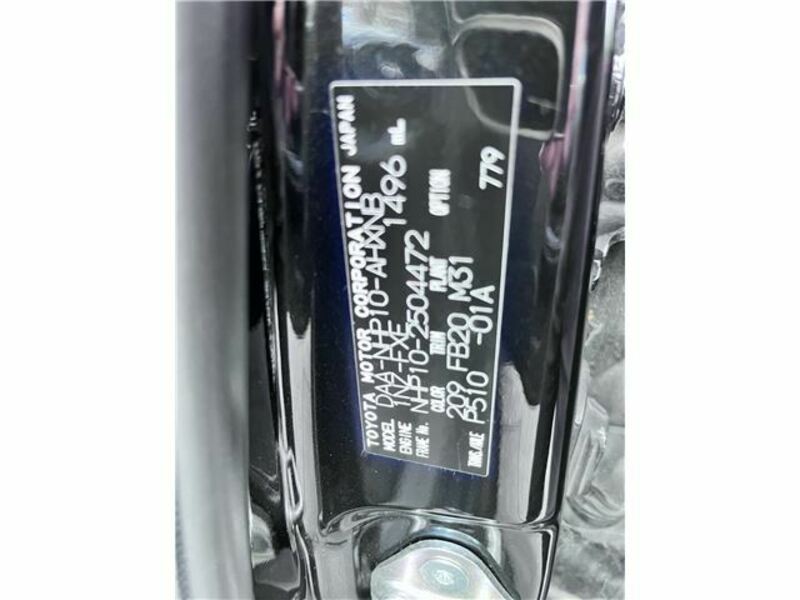 TOYOTA MOTOR CORPORATION JAPAN
MODEL DAA-NHP10-AHXNB
ENGINE 1NZ-FXE 1496 mL
FRAME No. NHP10-2504472
COLOR TRIM PLANT OPTION
209 FB20 M31
TRNS./AXLE P510 -01A 779